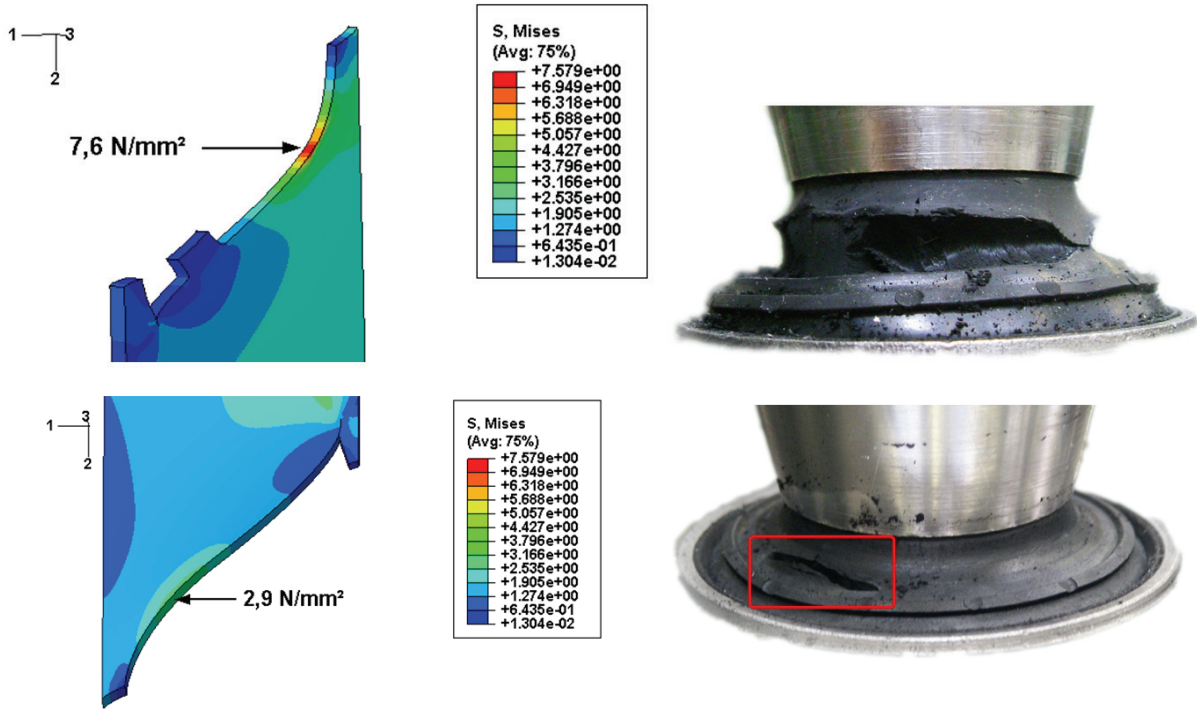 1 3
2
7,6 N/mm²
S, Mises
(Avg: 75%)
+7.579e+00
+6.949e+00
+6.318e+00
+5.688e+00
+5.057e+00
+4.427e+00
+3.796e+00
+3.166e+00
+2.535e+00
+1.905e+00
+1.274e+00
+6.435e-01
+1.304e-02
3
1
2
2,9 N/mm²
S, Mises
(Avg: 75%)
+7.579e+00
+6.949e+00
+6.318e+00
+5.688e+00
+5.057e+00
+4.427e+00
+3.796e+00
+3.166e+00
+2.535e+00
+1.905e+00
+1.274e+00
+6.435e-01
+1.304e-02